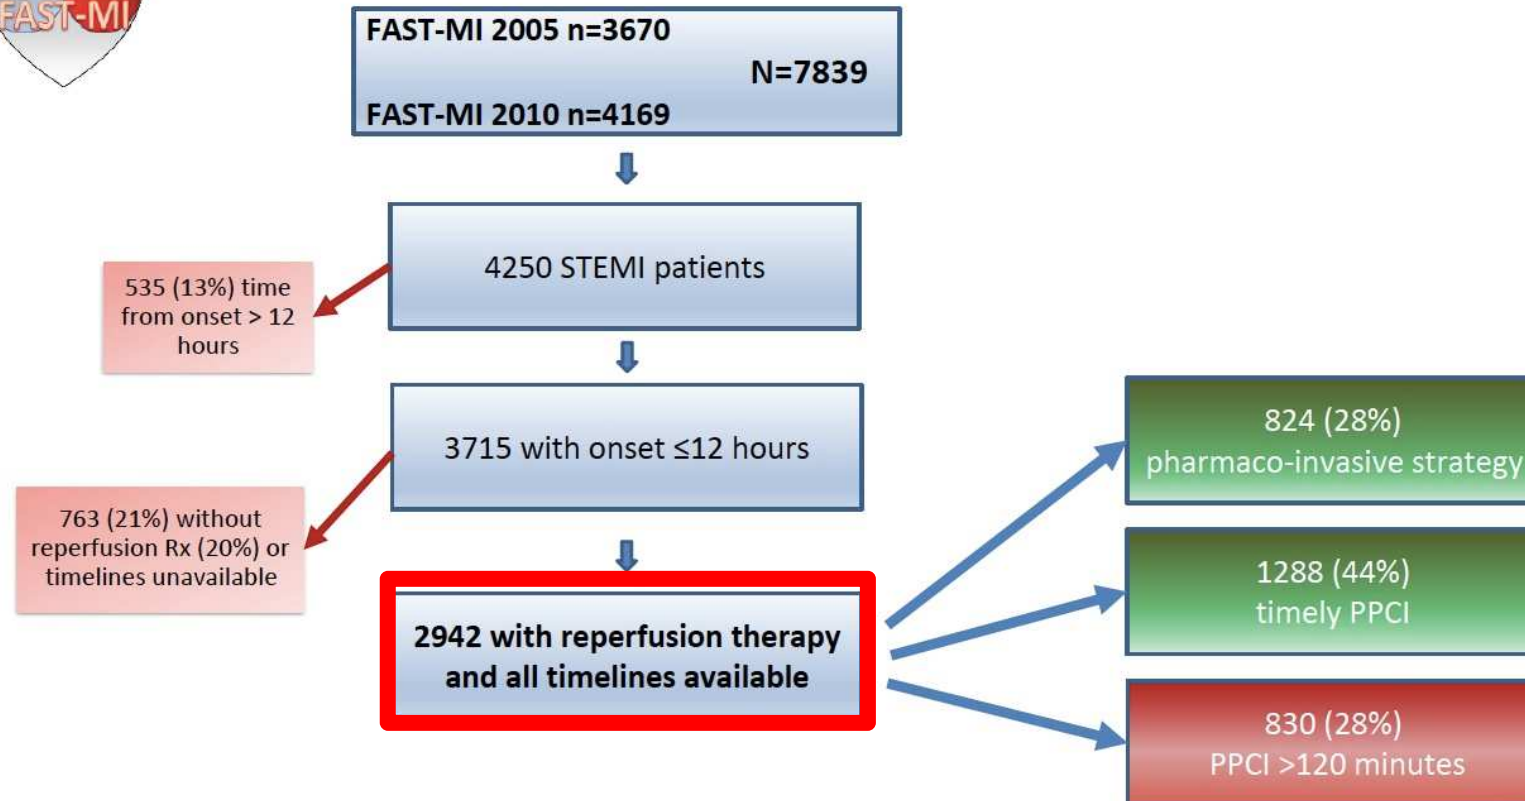 FAST-MI
FAST-MI 2005 n=3670
N=7839
FAST-MI 2010 n=4169
4250 STEMI patients
535 (13%) time
from onset > 12
hours
3715 with onset ≤12 hours
763 (21%) without
reperfusion Rx (20%) or
timelines unavailable
2942 with reperfusion therapy
and all timelines available
824 (28%)
pharmaco-invasive strategy
1288 (44%)
timely PPCI
830 (28%)
PPCI >120 minutes